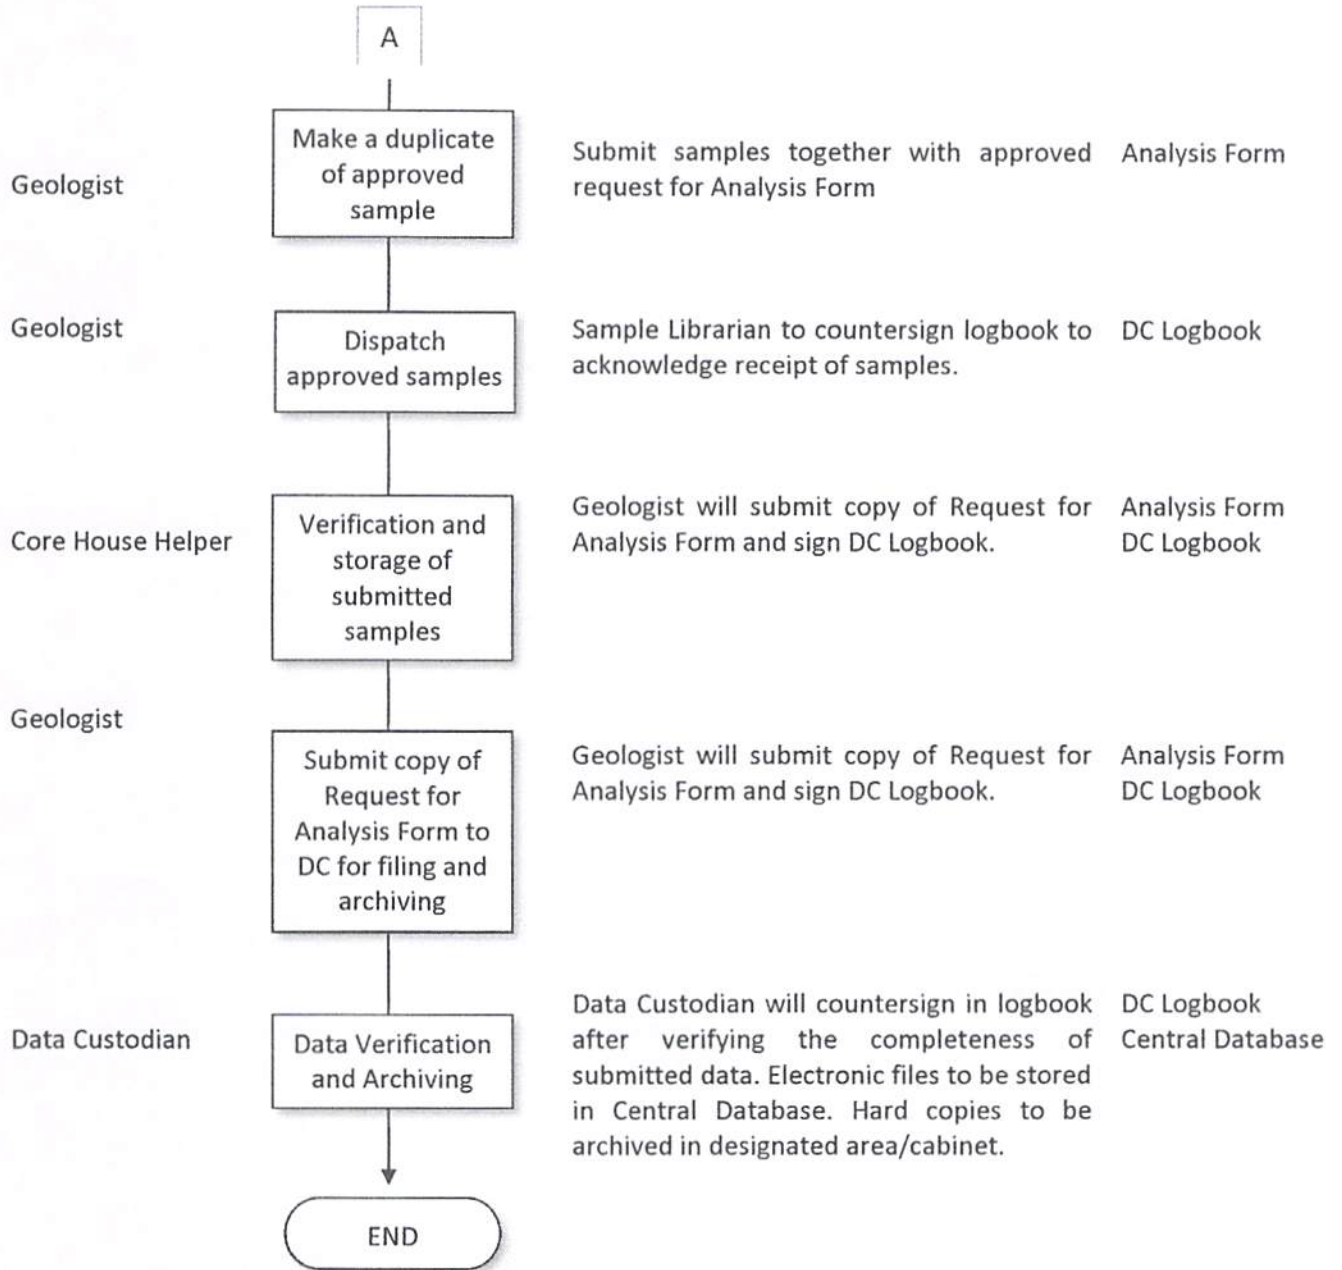 A
Geologist
Make a duplicate
of approved
sample
Submit samples together with approved
request for Analysis Form
Analysis Form
Geologist
Dispatch
approved samples
Sample Librarian to countersign logbook to
acknowledge receipt of samples.
DC Logbook
Core House Helper
Verification and
storage of
submitted
samples
Geologist will submit copy of Request for
Analysis Form and sign DC Logbook.
Analysis Form
DC Logbook
Geologist
Submit copy of
Request for
Analysis Form to
DC for filing and
archiving
Geologist will submit copy of Request for
Analysis Form and sign DC Logbook.
Analysis Form
DC Logbook
Data Custodian
Data Verification
and Archiving
Data Custodian will countersign in logbook
after verifying the completeness of
submitted data. Electronic files to be stored
in Central Database. Hard copies to be
archived in designated area/cabinet.
DC Logbook
Central Database
END